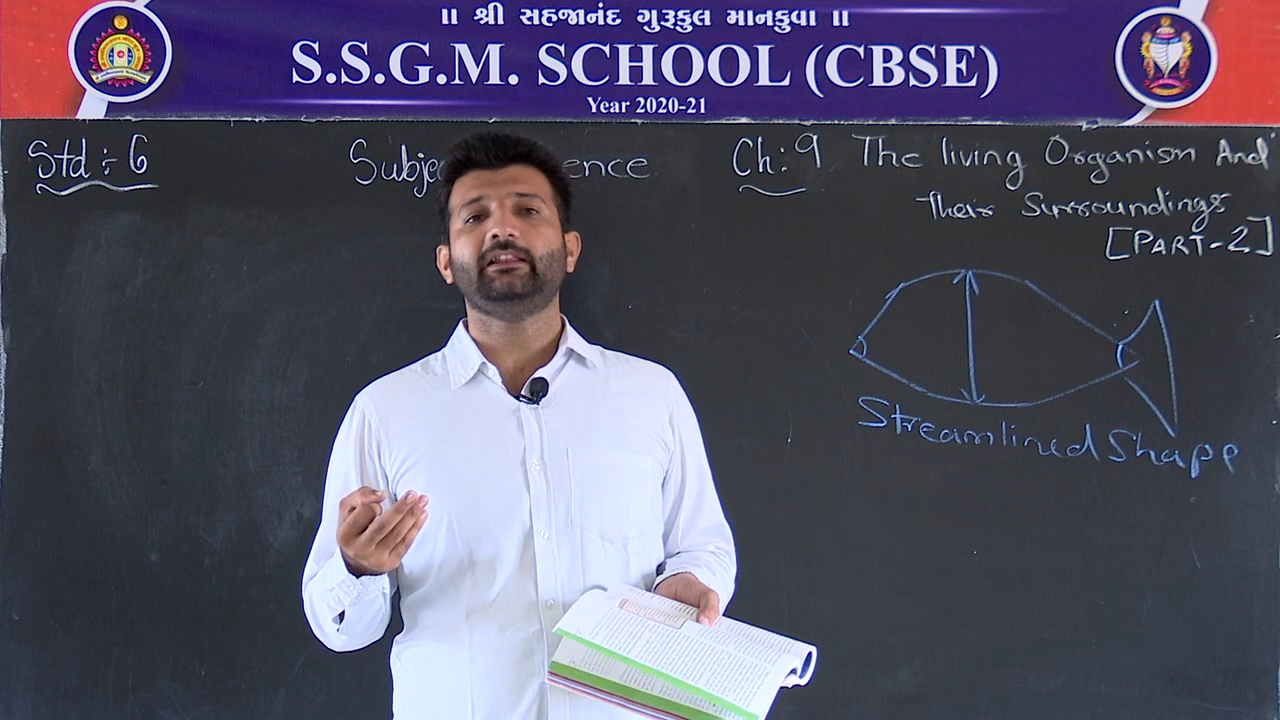 ॥ શ્રી સહજાનંદ ગુરૂકુલ માનકુવા ॥
S.S.G.M. SCHOOL (CBSE)
Year 2020-21
Std :- 6
Ch: 9 The living Organism And
Their Surroundings
[PART-2]
Streamlined Shape